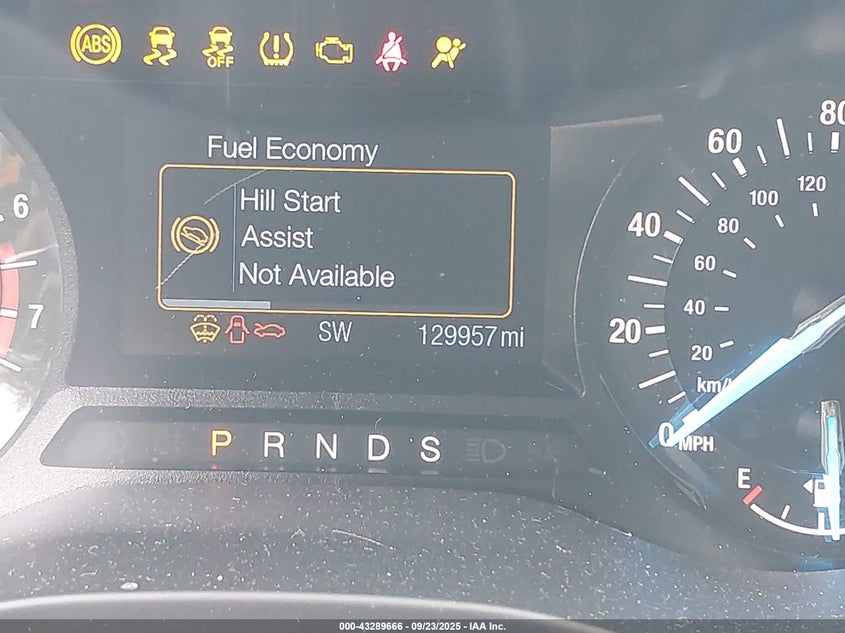 ABS
OFF
Fuel Economy
Hill Start
Assist
Not Available
SW 129957 mi
P R N D S
6
7
0 20 40 60 80
20 40 60 80 100 120
km/
MPH
E
000-43289666 - 09/23/2025 - IAA Inc.